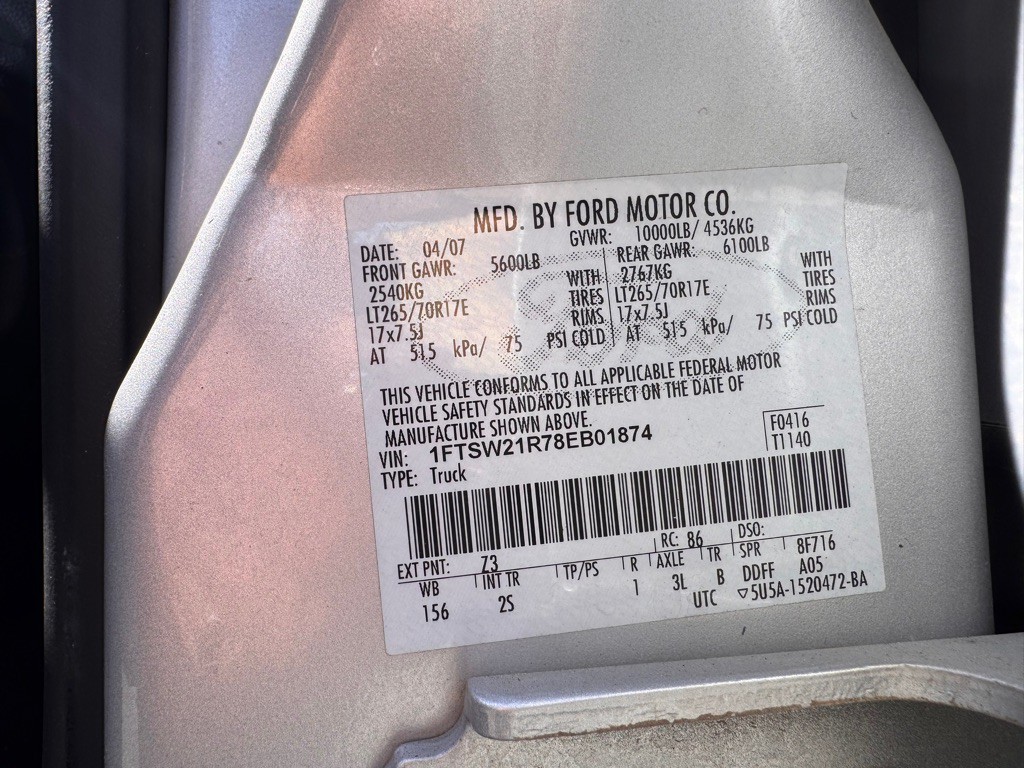 MFD. BY FORD MOTOR CO.
DATE: 04/07 GVWR: 10000LB/ 4536KG
FRONT GAWR: 5600LB REAR GAWR: 6100LB
2540KG WITH 2767KG WITH
LT265/70R17E TIRES LT265/70R17E TIRES
17x7.5J RIMS 17x7.5J RIMS
AT 515 kPa/ 75 PSI COLD AT 515 kPa/ 75 PSI COLD
THIS VEHICLE CONFORMS TO ALL APPLICABLE FEDERAL MOTOR
VEHICLE SAFETY STANDARDS IN EFFECT ON THE DATE OF
MANUFACTURE SHOWN ABOVE.
VIN: 1FTSW21R78EB01874 F0416
TYPE: Truck T1140
EXT PNT: Z3 RC: 86 DSO:
WB INT TR TP/PS R AXLE TR SPR 8F716
156 2S 1 3L B DDFF A05
UTC ▽5U5A-1520472-BA